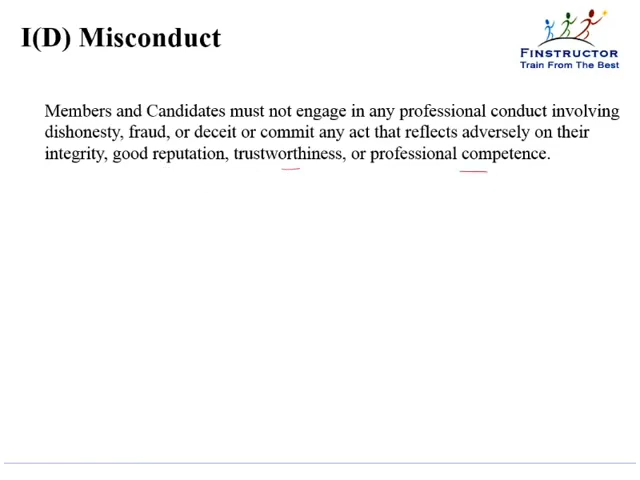 I(D) Misconduct
FINSTRUCTOR
Train From The Best
Members and Candidates must not engage in any professional conduct involving
dishonesty, fraud, or deceit or commit any act that reflects adversely on their
integrity, good reputation, trustworthiness, or professional competence.